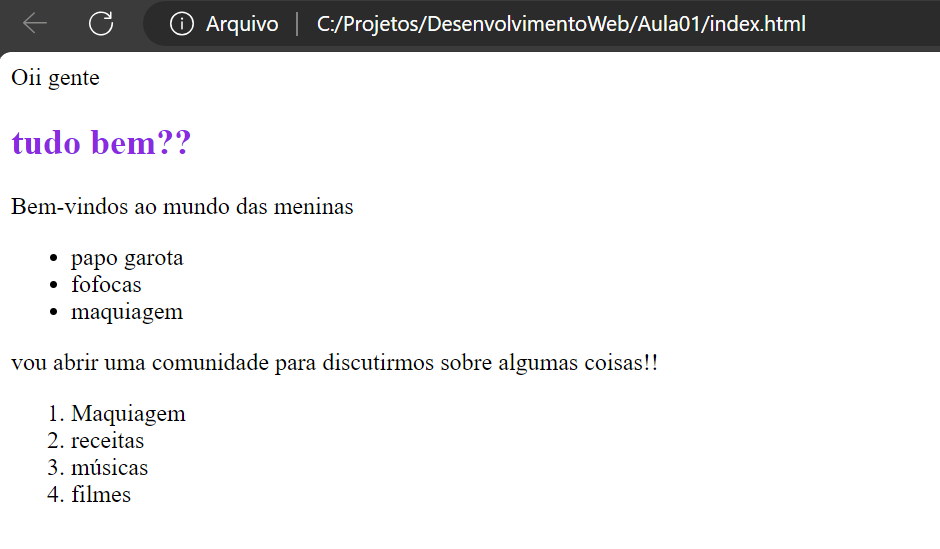 Arquivo | C:/Projetos/DesenvolvimentoWeb/Aula01/index.html
Oii gente
tudo bem??
Bem-vindos ao mundo das meninas
• papo garota
• fofocas
• maquiagem
vou abrir uma comunidade para discutirmos sobre algumas coisas!!
1. Maquiagem
2. receitas
3. músicas
4. filmes